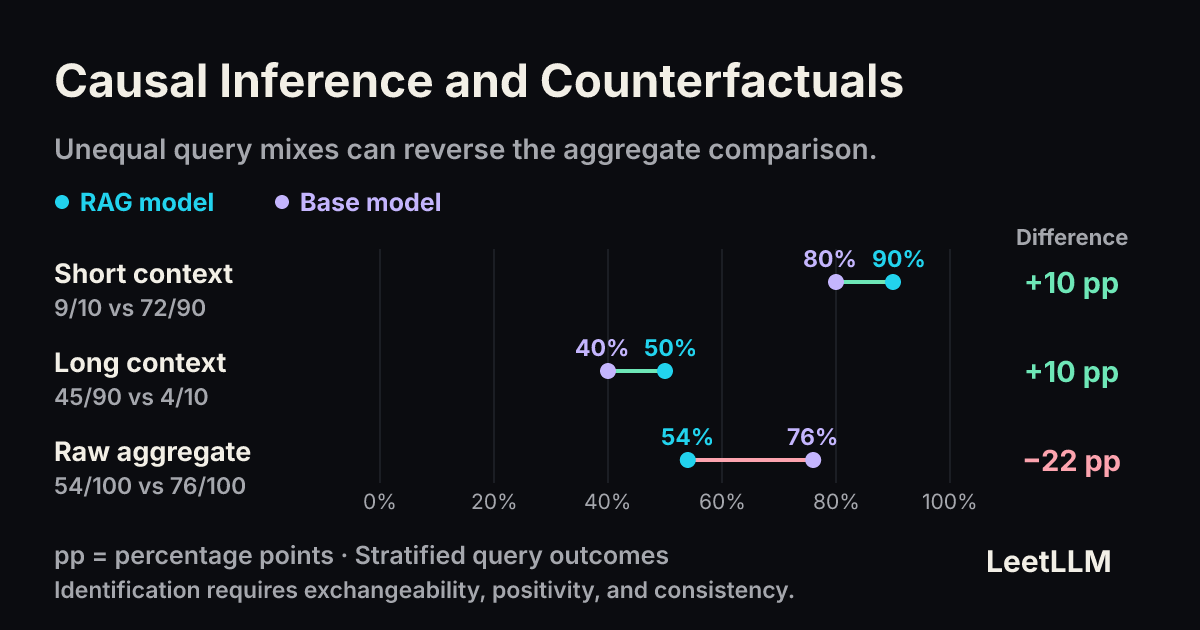 Causal Inference and Counterfactuals
Unequal query mixes can reverse the aggregate comparison.
RAG model Base model
Difference
Short context 80% 90% +10 pp
9/10 vs 72/90
Long context 40% 50% +10 pp
45/90 vs 4/10
Raw aggregate 54% 76% −22 pp
54/100 vs 76/100
0% 20% 40% 60% 80% 100%
pp = percentage points · Stratified query outcomes
LeetLLM
Identification requires exchangeability, positivity, and consistency.